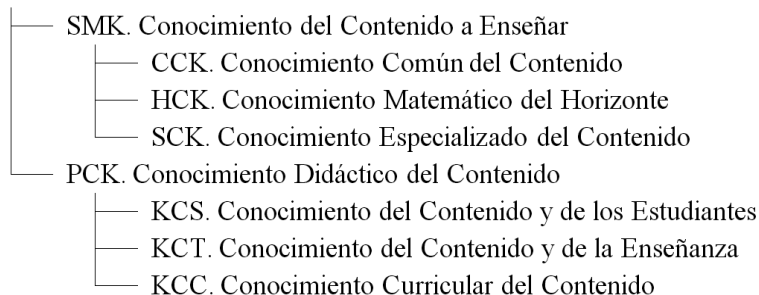 SMK. Conocimiento del Contenido a Enseñar
CCK. Conocimiento Común del Contenido
HCK. Conocimiento Matemático del Horizonte
SCK. Conocimiento Especializado del Contenido
PCK. Conocimiento Didáctico del Contenido
KCS. Conocimiento del Contenido y de los Estudiantes
KCT. Conocimiento del Contenido y de la Enseñanza
KCC. Conocimiento Curricular del Contenido